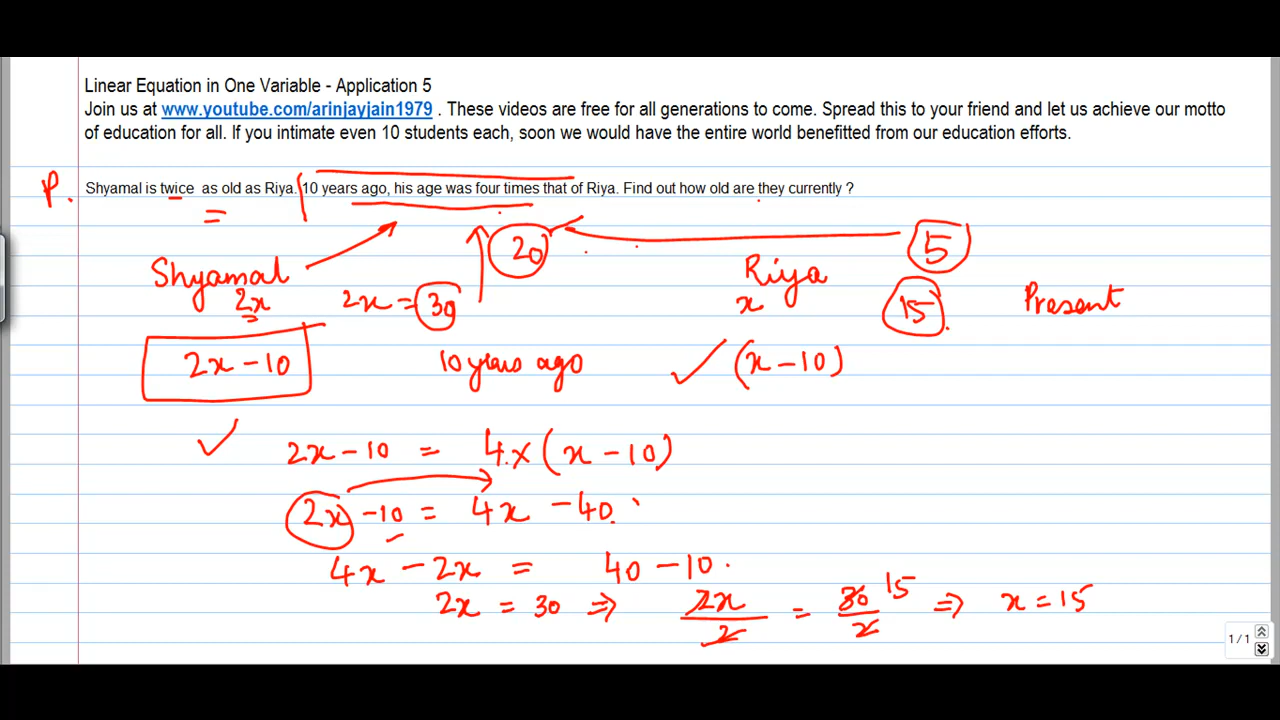 Linear Equation in One Variable - Application 5
Join us at www.youtube.com/arinjayjain1979 . These videos are free for all generations to come. Spread this to your friend and let us achieve our motto
of education for all. If you intimate even 10 students each, soon we would have the entire world benefitted from our education efforts.
P. Shyamal is twice as old as Riya. 10 years ago, his age was four times that of Riya. Find out how old are they currently ?
20 5
Shyamal Riya
2x 2x = 30 x 15 Present
2x - 10 10 years ago (x - 10)
2x - 10 = 4 × (x - 10)
2x - 10 = 4x - 40
4x - 2x = 40 - 10
2x = 30 ⇒ 2x/2 = 30/2 15 ⇒ x = 15
1 / 1